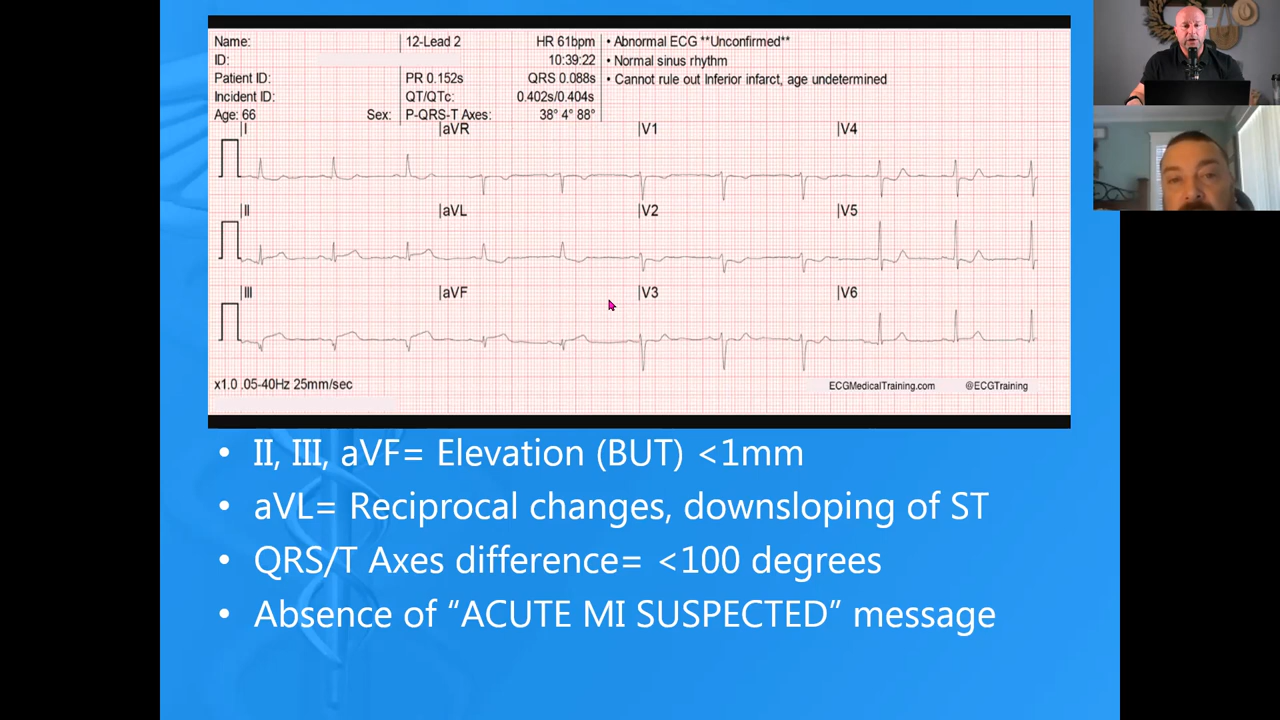 Name: 12-Lead 2 HR 61bpm • Abnormal ECG **Unconfirmed**
ID: 10:39:22 • Normal sinus rhythm
Patient ID: PR 0.152s QRS 0.088s • Cannot rule out Inferior infarct, age undetermined
Incident ID: QT/QTc: 0.402s/0.404s
Age: 66 Sex: P-QRS-T Axes: 38° 4° 88°
I aVR V1 V4
II aVL V2 V5
III aVF V3 V6
x1.0 .05-40Hz 25mm/sec ECGMedicalTraining.com @ECGTraining
• II, III, aVF= Elevation (BUT) <1mm
• aVL= Reciprocal changes, downsloping of ST
• QRS/T Axes difference= <100 degrees
• Absence of “ACUTE MI SUSPECTED” message